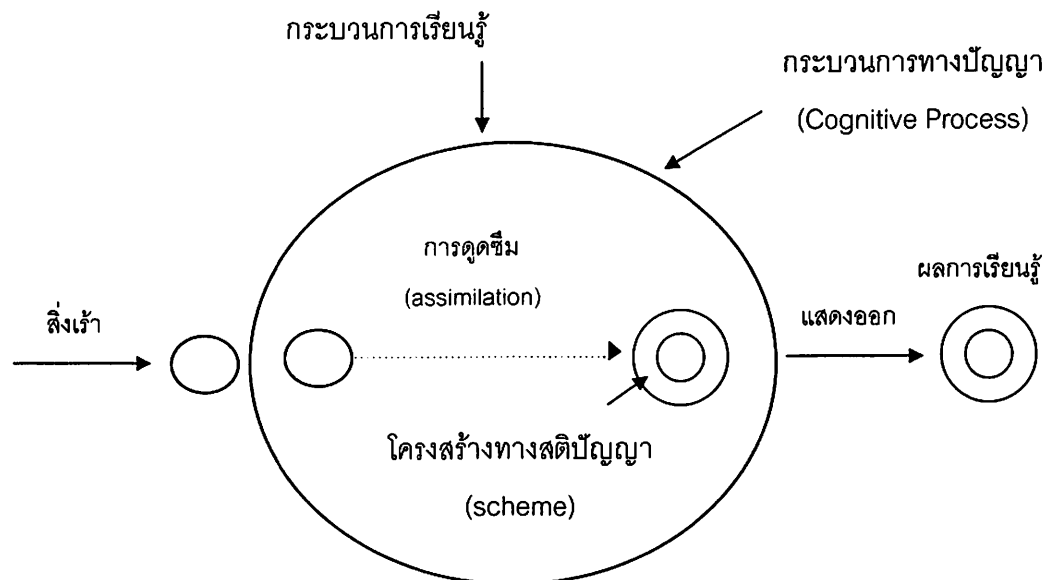 กระบวนการเรียนรู้
กระบวนการทางปัญญา
(Cognitive Process)
การดูดซึม
(assimilation)
ผลการเรียนรู้
สิ่งเร้า
แสดงออก
โครงสร้างทางสติปัญญา
(scheme)